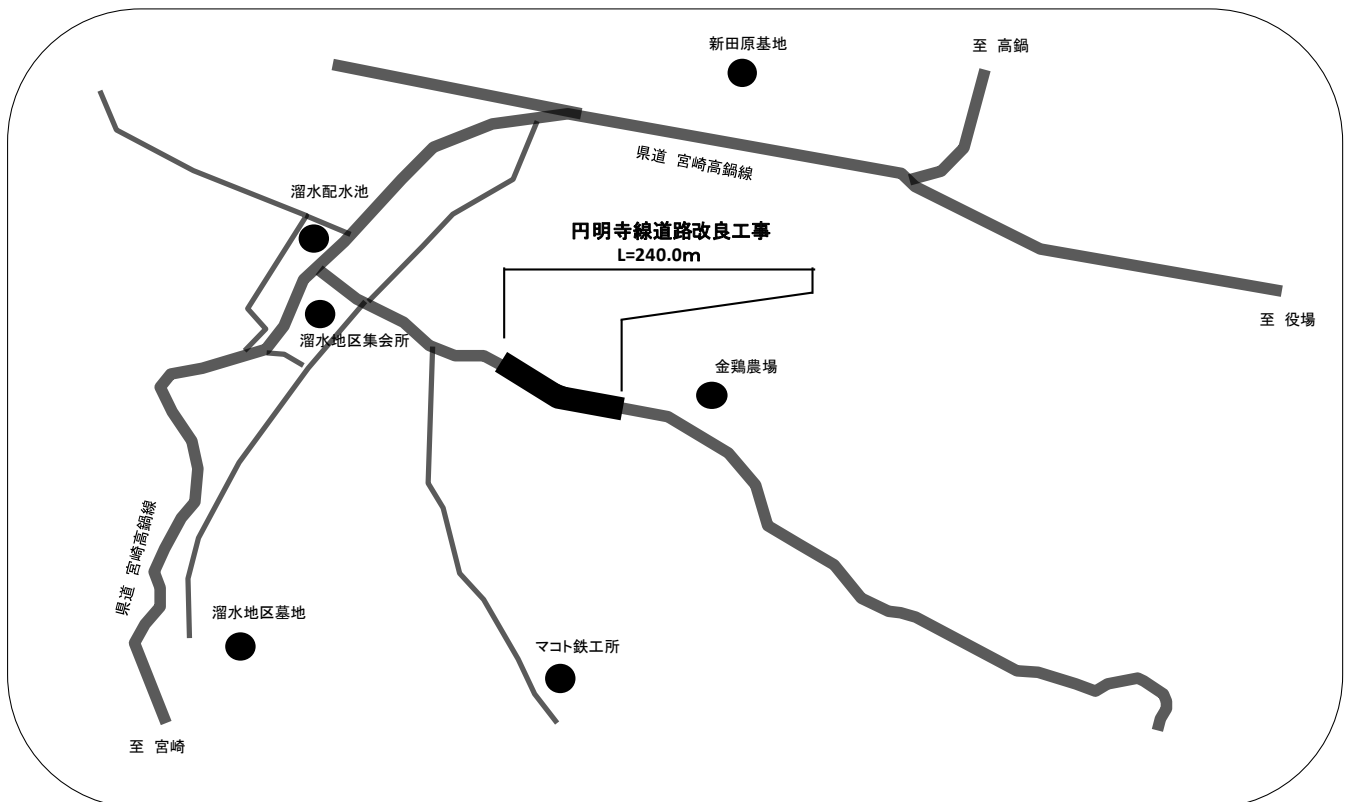 新田原基地
至 高鍋
県道 宮崎高鍋線
溜水配水池
円明寺線道路改良工事
L=240.0m
至 役場
溜水地区集会所
金鶏農場
県道 宮崎高鍋線
溜水地区墓地
マコト鉄工所
至 宮崎